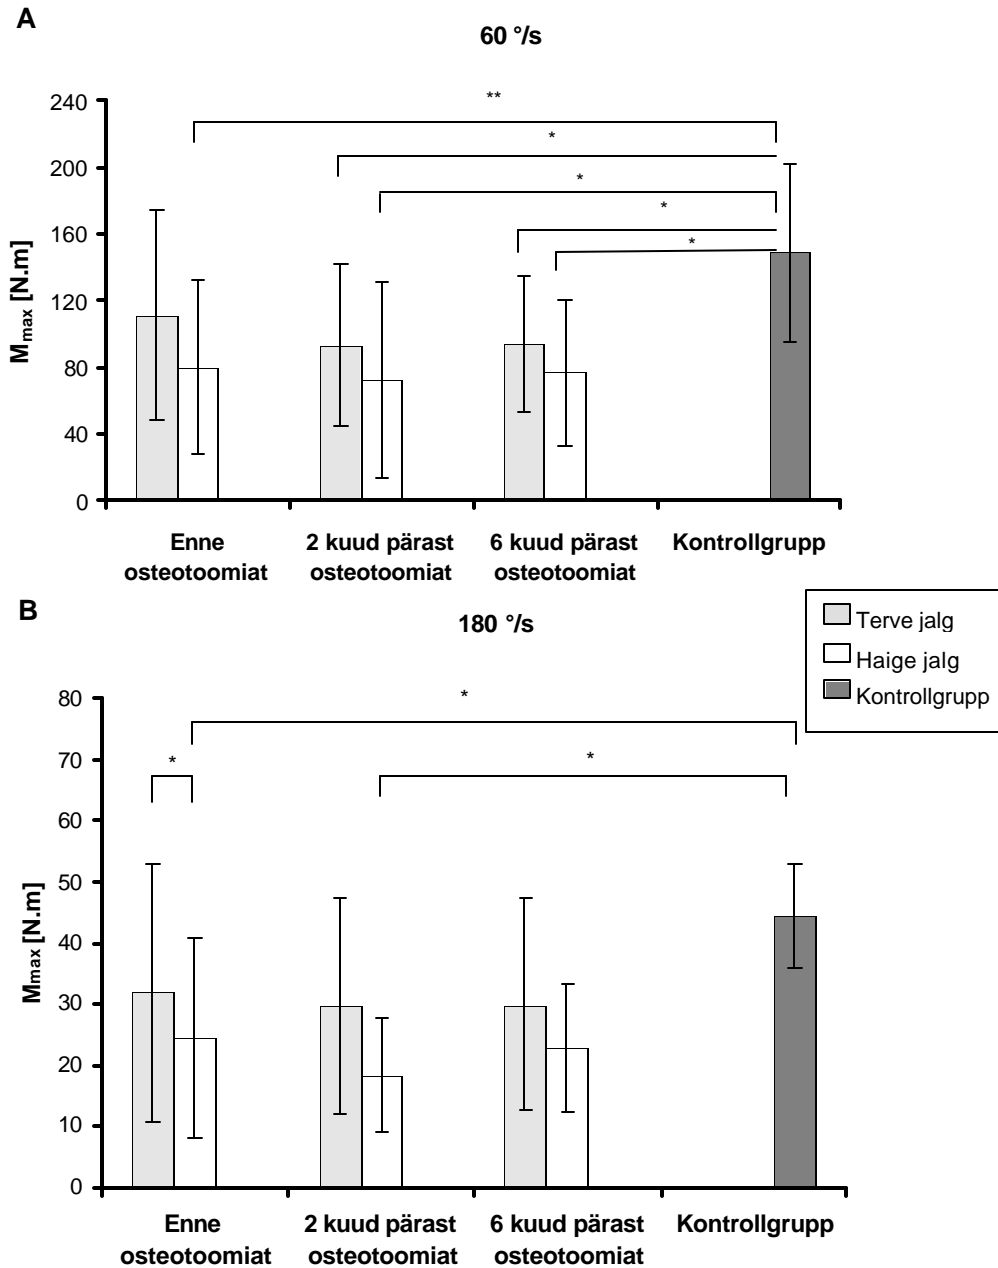 A
60 °/s
Mmax [N.m]
240
200
160
120
80
40
0
**
*
*
*
*
Enne
osteotoomiat
2 kuud pärast
osteotoomiat
6 kuud pärast
osteotoomiat
Kontrollgrupp
B
180 °/s
Terve jalg
Haige jalg
Kontrollgrupp
Mmax [N.m]
80
70
60
50
40
30
20
10
0
*
*
*
Enne
osteotoomiat
2 kuud pärast
osteotoomiat
6 kuud pärast
osteotoomiat
Kontrollgrupp